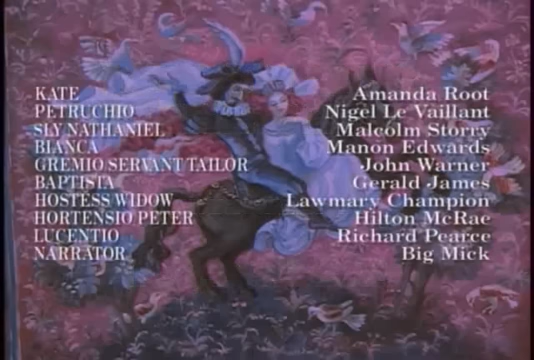 KATE Amanda Root
PETRUCHIO Nigel Le Vaillant
SLY NATHANIEL Malcolm Storry
BIANCA Manon Edwards
GREMIO SERVANT TAILOR John Warner
BAPTISTA Gerald James
HOSTESS WIDOW Lawmary Champion
HORTENSIO PETER Hilton McRae
LUCENTIO Richard Pearce
NARRATOR Big Mick